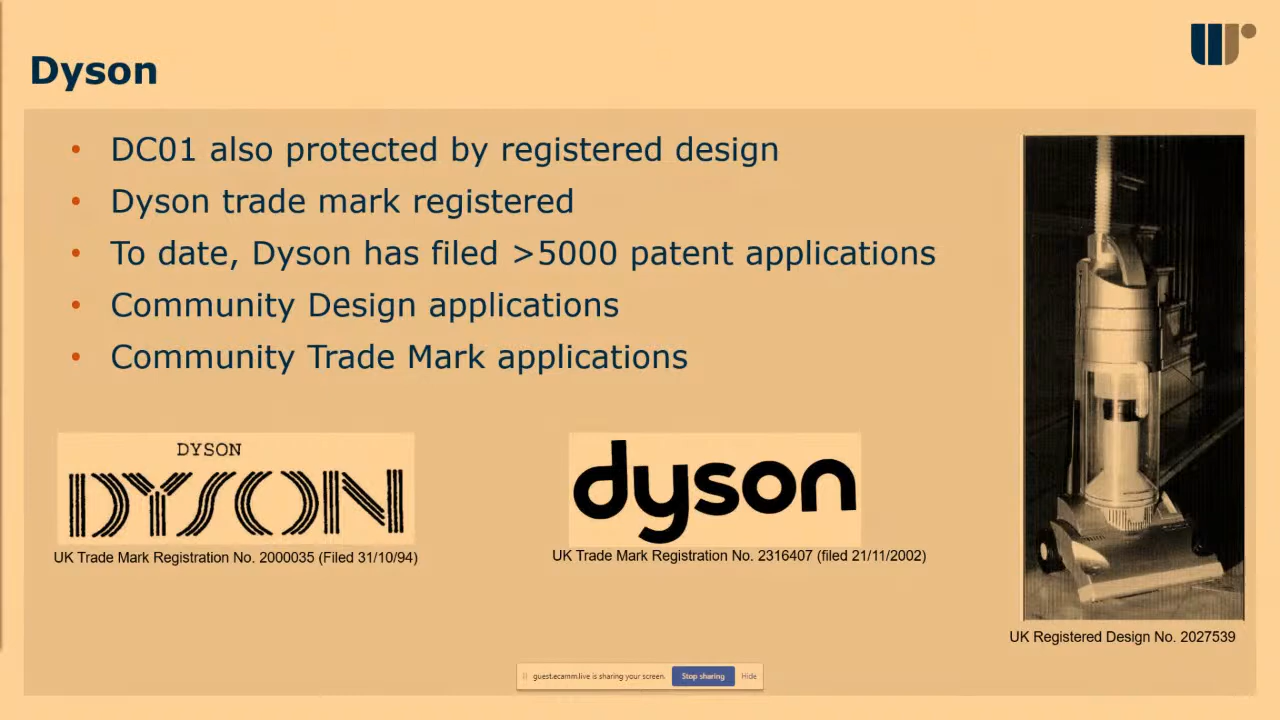 Dyson
DC01 also protected by registered design
Dyson trade mark registered
To date, Dyson has filed >5000 patent applications
Community Design applications
Community Trade Mark applications
DYSON
DYSON
UK Trade Mark Registration No. 2000035 (Filed 31/10/94)
dyson
UK Trade Mark Registration No. 2316407 (filed 21/11/2002)
UK Registered Design No. 2027539
guest.ecamm.live is sharing your screen. Stop sharing Hide